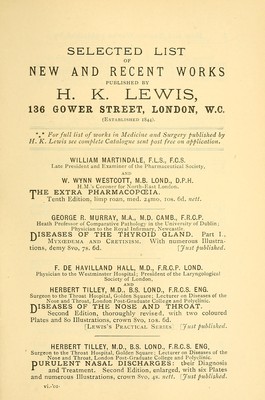 SELECTED LIST
OF
NEW AND RECENT WORKS
PUBLISHED BY
H. K. LEWIS,
136 GOWER STREET, LONDON, W.C.
(ESTABLISHED 1844).
*** For full list of works in Medicine and Surgery published by
H. K. Lewis see complete Catalogue sent post free on application.
WILLIAM MARTINDALE, F.L.S., F.C.S.
Late President and Examiner of the Pharmaceutical Society,
AND
W. WYNN WESTCOTT, M.B. LOND., D.P.H.
H.M.'s Coroner for North-East London.
THE EXTRA PHARMACOPŒIA.
Tenth Edition, limp roan, med. 24mo, 10s. 6d. nett.
GEORGE R. MURRAY, M.A., M.D. CAMB., F.R.C.P.
Heath Professor of Comparative Pathology in the University of Durham;
Physician to the Royal Infirmary, Newcastle.
DISEASES OF THE THYROID GLAND. Part I.,
MYXŒDEMA AND CRETINISM. With numerous Illustra-
tions, demy 8vo, 7s. 6d. [Just published.
F. DE HAVILLAND HALL, M.D., F.R.C.P. LOND.
Physician to the Westminster Hospital; President of the Laryngological
Society of London,
AND
HERBERT TILLEY, M.D., B.S. LOND., F.R.C.S. ENG.
Surgeon to the Throat Hospital, Golden Square; Lecturer on Diseases of the
Nose and Throat, London Post-Graduate College and Polyclinic.
DISEASES OF THE NOSE AND THROAT.
Second Edition, thoroughly revised, with two coloured
Plates and 80 Illustrations, crown 8vo, 10s. 6d.
[LEWIS'S PRACTICAL SERIES] [Just published.
HERBERT TILLEY, M.D., B.S. LOND., F.R.C.S. ENG.
Surgeon to the Throat Hospital, Golden Square; Lecturer on Diseases of the
Nose and Throat, London Post-Graduate College and Polyclinic.
PURULENT NASAL DISCHARGES: their Diagnosis
and Treatment. Second Edition, enlarged, with six Plates
and numerous Illustrations, crown 8vo, 4s. nett. [Just published.